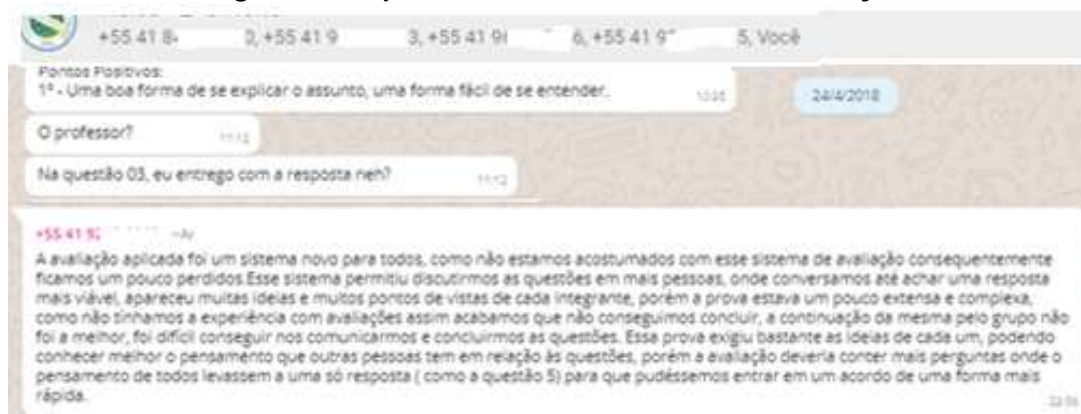 +55 41 8 , +55 41 9 3, +55 41 9 6, +55 41 9 5, Você
Pontos Positivos:
1º - Uma boa forma de se explicar o assunto, uma forma fácil de se entender.
24/4/2018
O professor?
11:12
Na questão 03, eu entrego com a resposta neh?
11:12
+55 41 9
A avaliação aplicada foi um sistema novo para todos, como não estamos acostumados com esse sistema de avaliação consequentemente
ficamos um pouco perdidos.Esse sistema permitiu discutirmos as questões em mais pessoas, onde conversamos até achar uma resposta
mais viável, apareceu muitas ideias e muitos pontos de vistas de cada integrante, porém a prova estava um pouco extensa e complexa,
como não tínhamos a experiência com avaliações assim acabamos que não conseguimos concluir, a continuação da mesma pelo grupo não
foi a melhor, foi difícil conseguir nos comunicarmos e concluirmos as questões. Essa prova exigiu bastante as ideias de cada um, podendo
conhecer melhor o pensamento que outras pessoas tem em relação às questões, porém a avaliação deveria conter mais perguntas onde o
pensamento de todos levassem a uma só resposta ( como a questão 5) para que pudéssemos entrar em um acordo de uma forma mais
rápida.